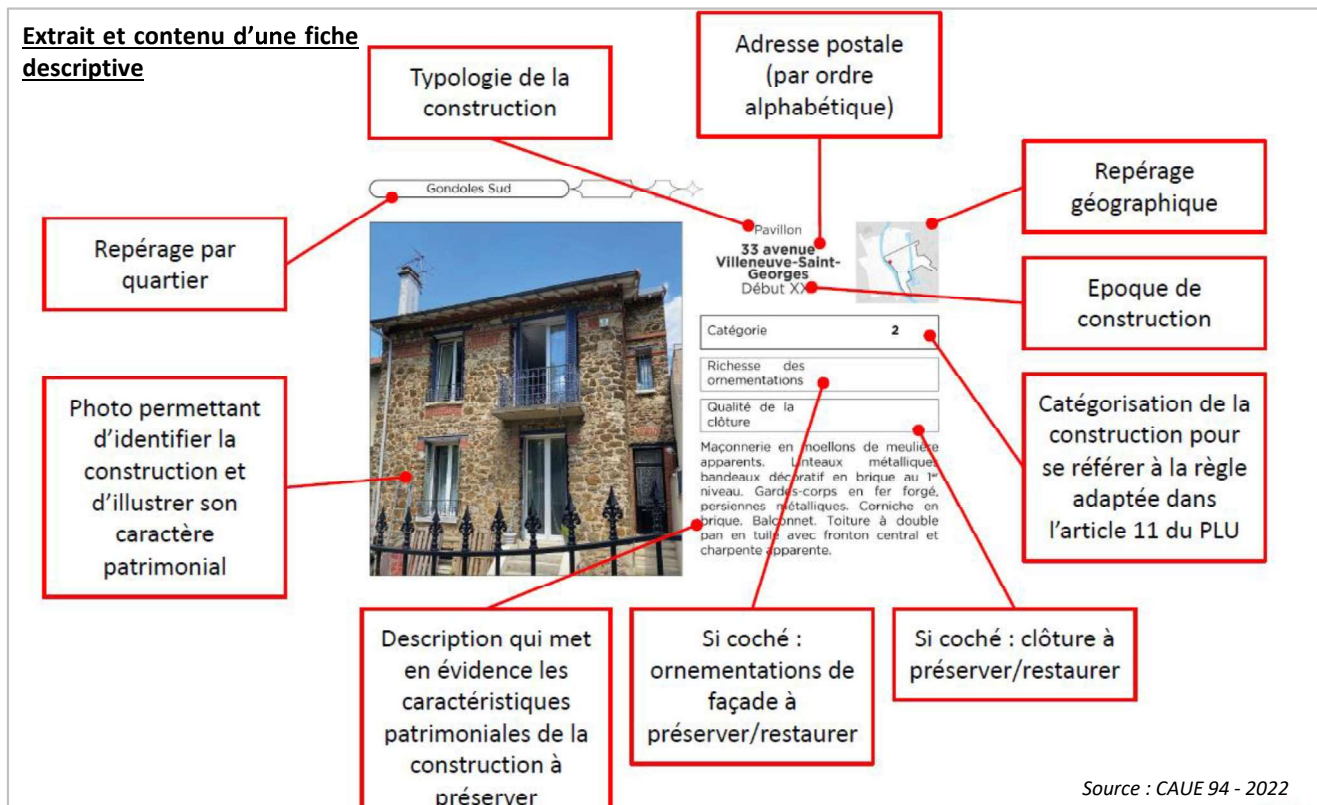 Extrait et contenu d’une fiche
descriptive
Typologie de la
construction
Adresse postale
(par ordre
alphabétique)
Repérage
géographique
Repérage par
quartier
Gondoles Sud
Pavillon
33 avenue
Villeneuve-Saint-
Georges
Début XX
Epoque de
construction
Catégorie 2
Richesse des
ornementations
Qualité de la
clôture
Maçonnerie en moellons de meulière
apparents. Linteaux métalliques
bandeaux décoratif en brique au 1er
niveau. Gardes-corps en fer forgé,
persiennes métalliques. Corniche en
brique. Balconnet. Toiture à double
pan en tuile avec fronton central et
charpente apparente.
Photo permettant
d’identifier la
construction et
d’illustrer son
caractère
patrimonial
Catégorisation de la
construction pour
se référer à la règle
adaptée dans
l’article 11 du PLU
Description qui met
en évidence les
caractéristiques
patrimoniales de la
construction à
préserver
Si coché :
ornementations de
façade à
préserver/restaurer
Si coché : clôture à
préserver/restaurer
Source : CAUE 94 - 2022